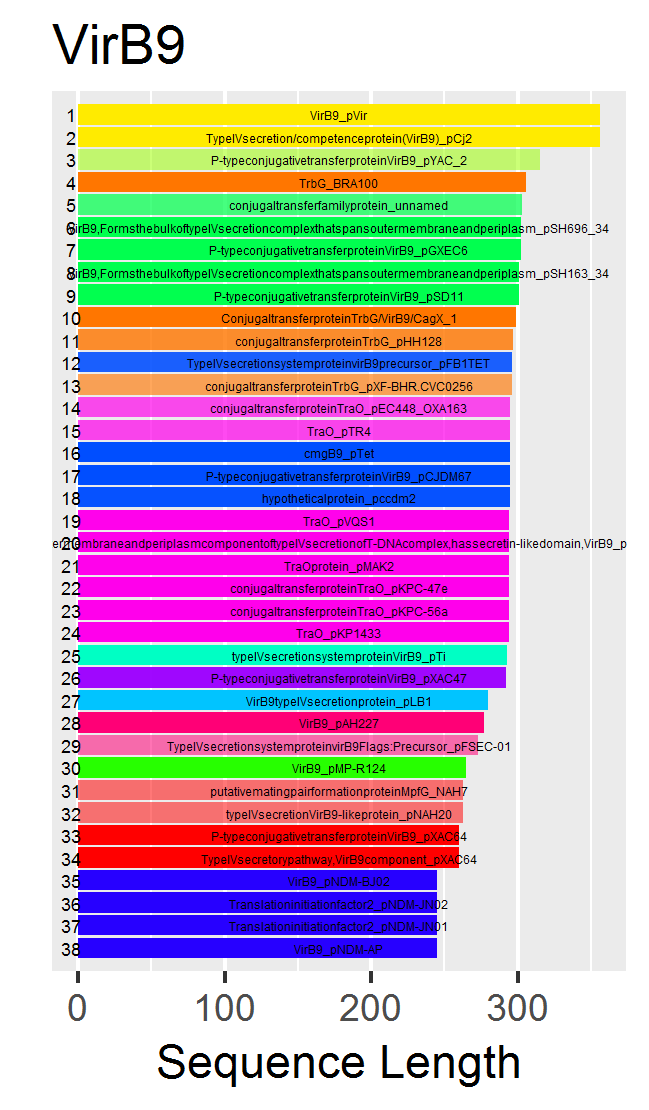 VirB9
1 VirB9_pVir
2 TypeIVsecretion/competenceprotein(VirB9)_pCj2
3 P-typeconjugativetransferproteinVirB9_pYAC_2
4 TrbG_BRA100
5 conjugaltransferfamilyprotein_unnamed
6 VirB9,FormsthebulkoftypeIVsecretioncomplexthatspansoutermembraneandperiplasm_pSH696_34
7 P-typeconjugativetransferproteinVirB9_pGXEC6
8 VirB9,FormsthebulkoftypeIVsecretioncomplexthatspansoutermembraneandperiplasm_pSH163_34
9 P-typeconjugativetransferproteinVirB9_pSD11
10 ConjugaltransferproteinTrbG/VirB9/CagX_1
11 conjugaltransferproteinTrbG_pHH128
12 TypeIVsecretionsystemproteinvirB9precursor_pFB1TET
13 conjugaltransferproteinTrbG_pXF-BHR.CVC0256
14 conjugaltransferproteinTraO_pEC448_OXA163
15 TraO_pTR4
16 cmgB9_pTet
17 P-typeconjugativetransferproteinVirB9_pCJDM67
18 hypotheticalprotein_pccdm2
19 TraO_pVQS1
20 ermembraneandperiplasmcomponentoftypeIVsecretionofT-DNAcomplex,hassecretin-likedomain,VirB9_p
21 TraOprotein_pMAK2
22 conjugaltransferproteinTraO_pKPC-47e
23 conjugaltransferproteinTraO_pKPC-56a
24 TraO_pKP1433
25 typeIVsecretionsystemproteinVirB9_pTi
26 P-typeconjugativetransferproteinVirB9_pXAC47
27 VirB9typeIVsecretionprotein_pLB1
28 VirB9_pAH227
29 TypeIVsecretionsystemproteinvirB9Flags:Precursor_pFSEC-01
30 VirB9_pMP-R124
31 putativematingpairformationproteinMpfG_NAH7
32 typeIVsecretionVirB9-likeprotein_pNAH20
33 P-typeconjugativetransferproteinVirB9_pXAC64
34 TypeIVsecretorypathway,VirB9component_pXAC64
35 VirB9_pNDM-BJ02
36 Translationinitiationfactor2_pNDM-JN02
37 Translationinitiationfactor2_pNDM-JN01
38 VirB9_pNDM-AP
0 100 200 300
Sequence Length